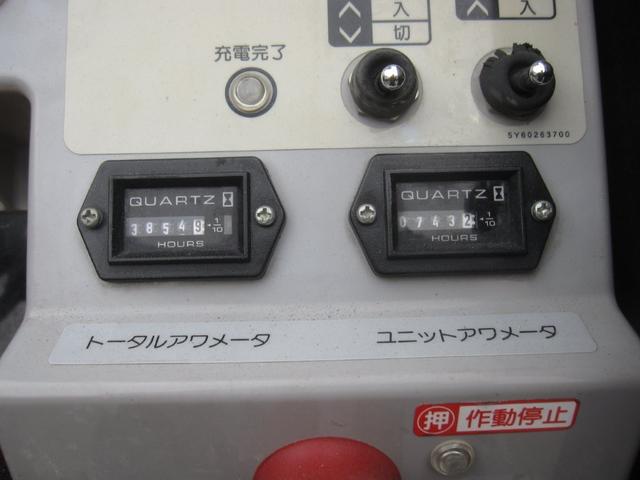 入
切
入
充電完了
5Y60263700
QUARTZ
38549 1/10
HOURS
QUARTZ
07432 1/10
HOURS
トータルアワメータ
ユニットアワメータ
押 作動停止